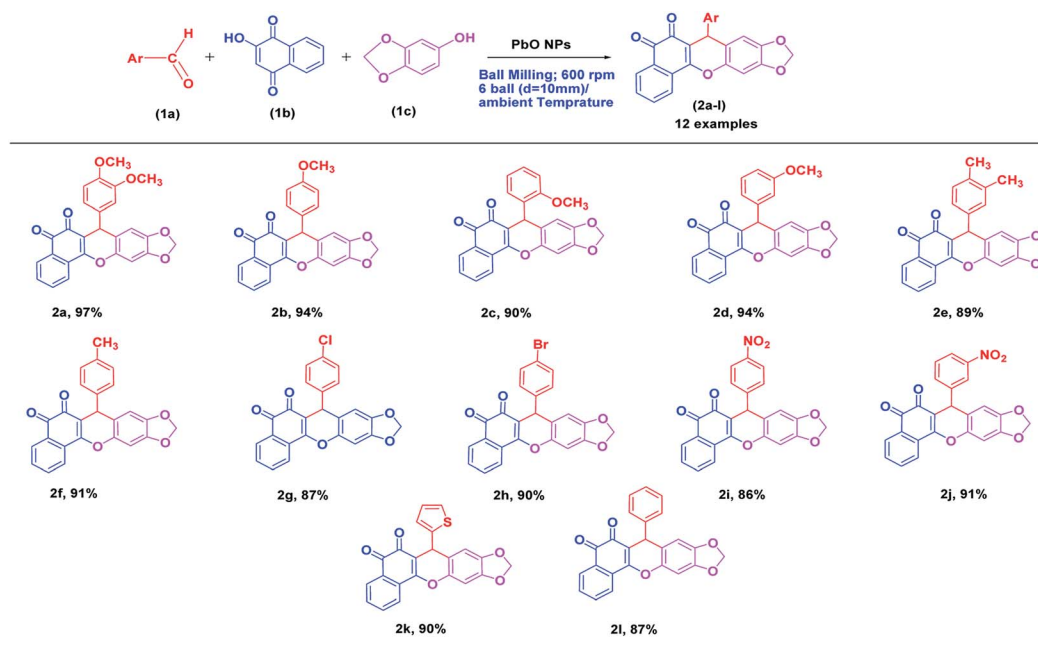 Ar
H
C
O
(1a)
+
HO
O
O
(1b)
+
O
O
OH
(1c)
PbO NPs
Ball Milling; 600 rpm
6 ball (d=10mm)/
ambient Temprature
Ar
O
O
O
O
O
(2a-l)
12 examples
OCH3
OCH3
O
O
O
O
O
2a, 97%
OCH3
O
O
O
O
O
2b, 94%
OCH3
O
O
O
O
O
2c, 90%
OCH3
O
O
O
O
O
2d, 94%
CH3
CH3
O
O
O
O
O
2e, 89%
CH3
O
O
O
O
O
2f, 91%
Cl
O
O
O
O
O
2g, 87%
Br
O
O
O
O
O
2h, 90%
NO2
O
O
O
O
O
2i, 86%
NO2
O
O
O
O
O
2j, 91%
S
O
O
O
O
O
2k, 90%
O
O
O
O
O
2l, 87%